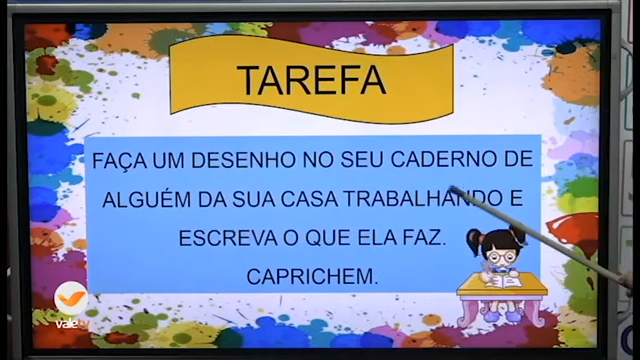 TAREFA
FAÇA UM DESENHO NO SEU CADERNO DE
ALGUÉM DA SUA CASA TRABALHANDO E
ESCREVA O QUE ELA FAZ.
CAPRICHEM.
vale